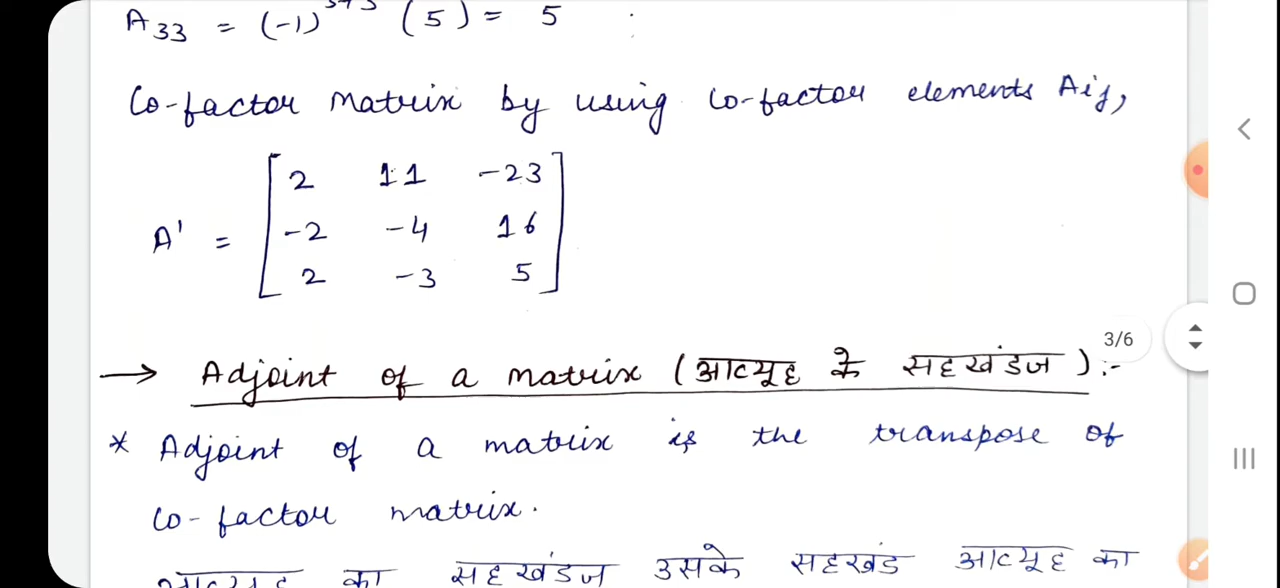 A33 = (-1)3+3 (5) = 5
Co-factor matrix by using co-factor elements Aij,
A' = [2 11 -23
-2 -4 16
2 -3 5]
3/6
→ Adjoint of a matrix (आव्यूह के सहखंडज) :-
* Adjoint of a matrix is the transpose of
co-factor matrix.
आव्यूह का सहखंडज उसके सहखंड आव्यूह का